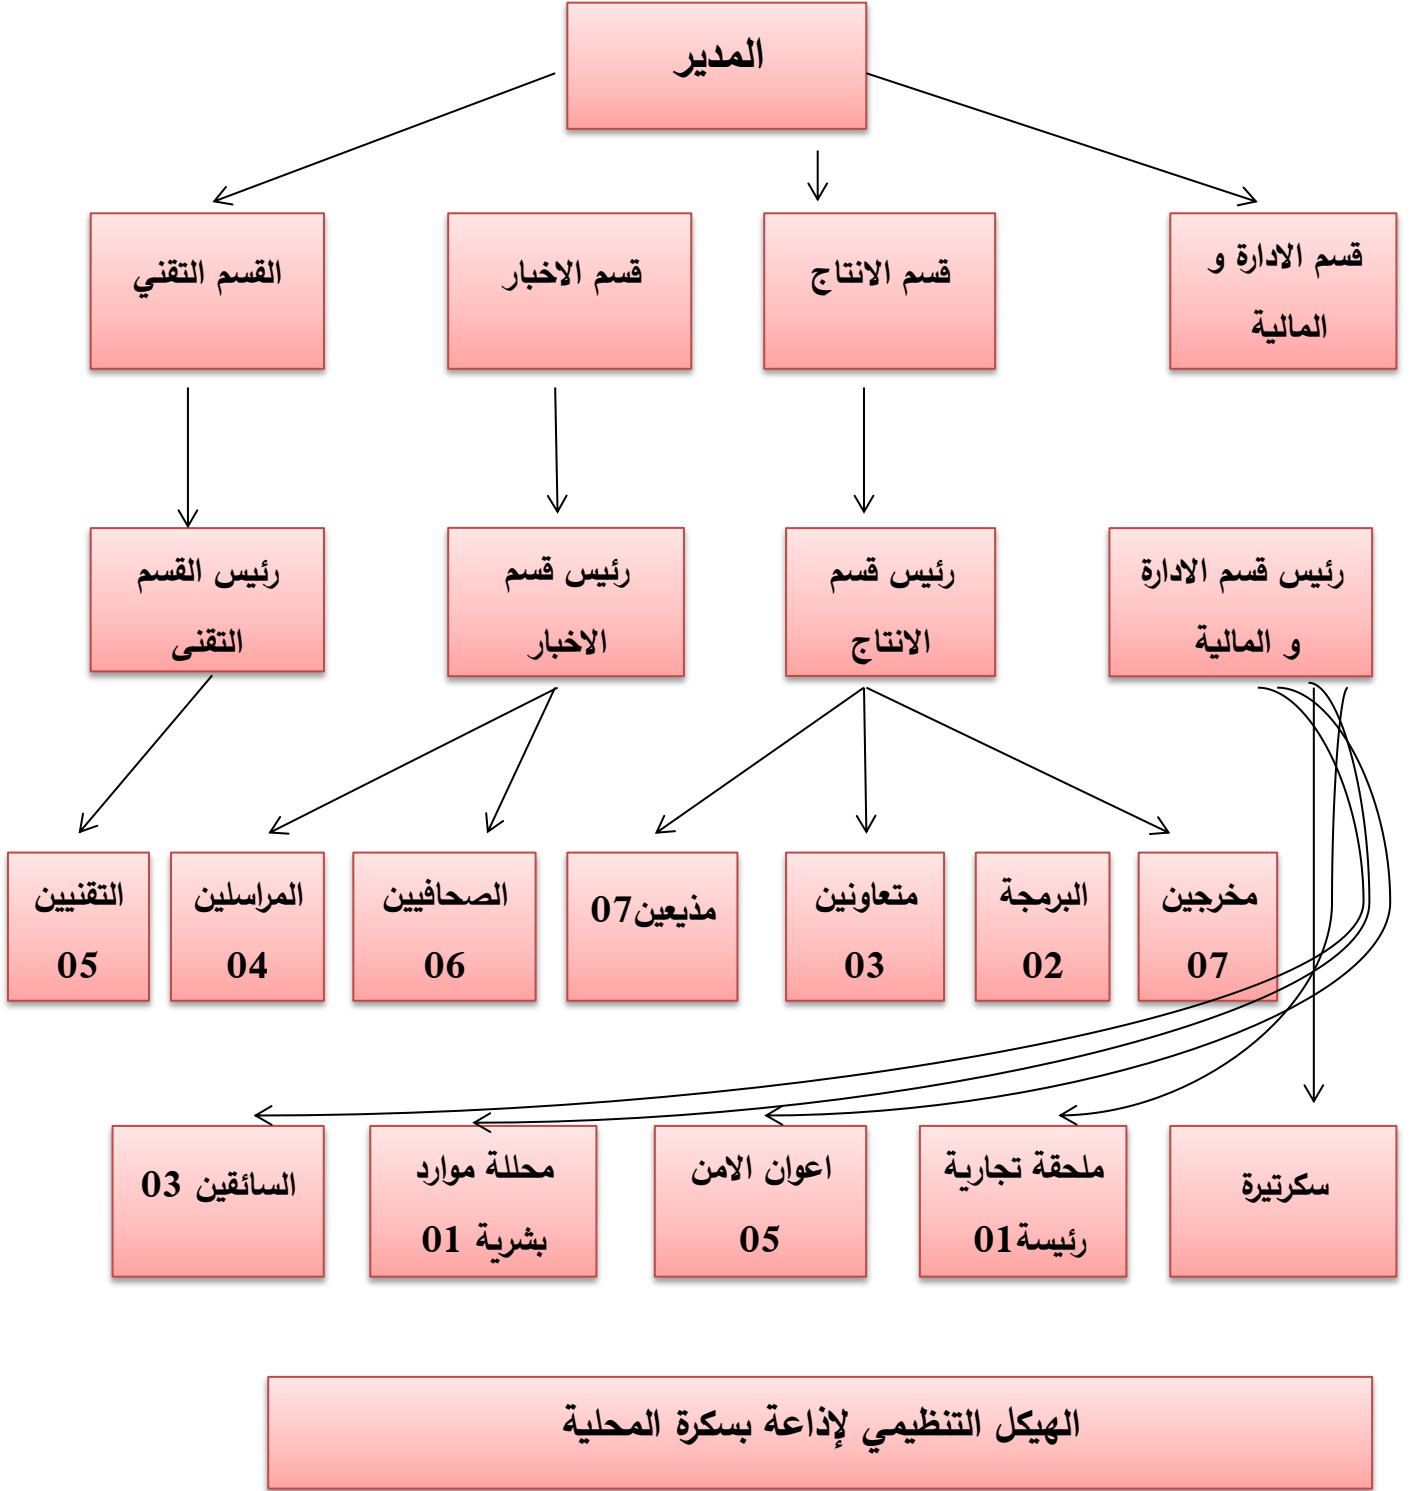 المدير
قسم الادارة و
المالية
قسم الانتاج
قسم الاخبار
القسم التقني
رئيس قسم الادارة
و المالية
رئيس قسم
الانتاج
رئيس قسم
الاخبار
رئيس القسم
التقنى
مخرجين
07
البرمجة
02
متعاونين
03
مذيعين07
الصحافيين
06
المراسلين
04
التقنيين
05
سكرتيرة
ملحقة تجارية
رئيسة01
اعوان الامن
05
محللة موارد
بشرية 01
السائقين 03
الهيكل التنظيمي لإذاعة بسكرة المحلية